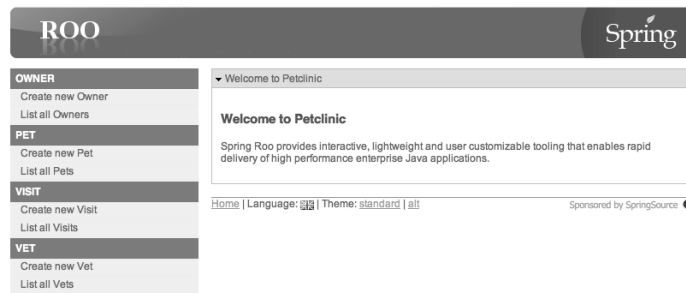 ROO
Spring
OWNER
Create new Owner
List all Owners
PET
Create new Pet
List all Pets
VISIT
Create new Visit
List all Visits
VET
Create new Vet
List all Vets
Welcome to Petclinic
Welcome to Petclinic
Spring Roo provides interactive, lightweight and user customizable tooling that enables rapid
delivery of high performance enterprise Java applications.
Home | Language: | Theme: standard | alt
Sponsored by SpringSource